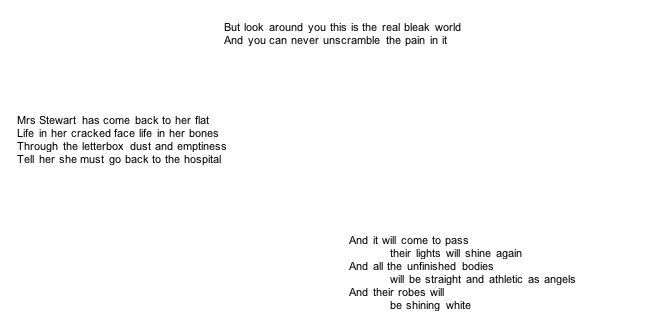 But look around you this is the real bleak world
And you can never unscramble the pain in it
Mrs Stewart has come back to her flat
Life in her cracked face life in her bones
Through the letterbox dust and emptiness
Tell her she must go back to the hospital
And it will come to pass
their lights will shine again
And all the unfinished bodies
will be straight and athletic as angels
And their robes will
be shining white